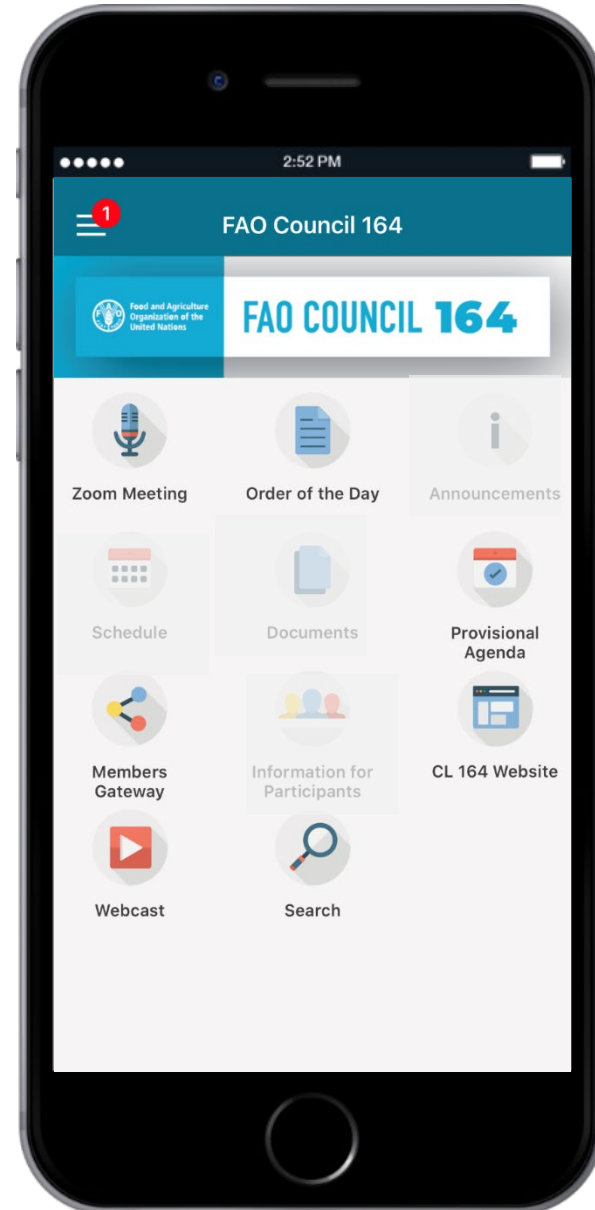 2:52 PM
1
FAO Council 164
Food and Agriculture
Organization of the
United Nations
FAO COUNCIL 164
Zoom Meeting
Order of the Day
Announcements
Schedule
Documents
Provisional
Agenda
Members
Gateway
Information for
Participants
CL 164 Website
Webcast
Search